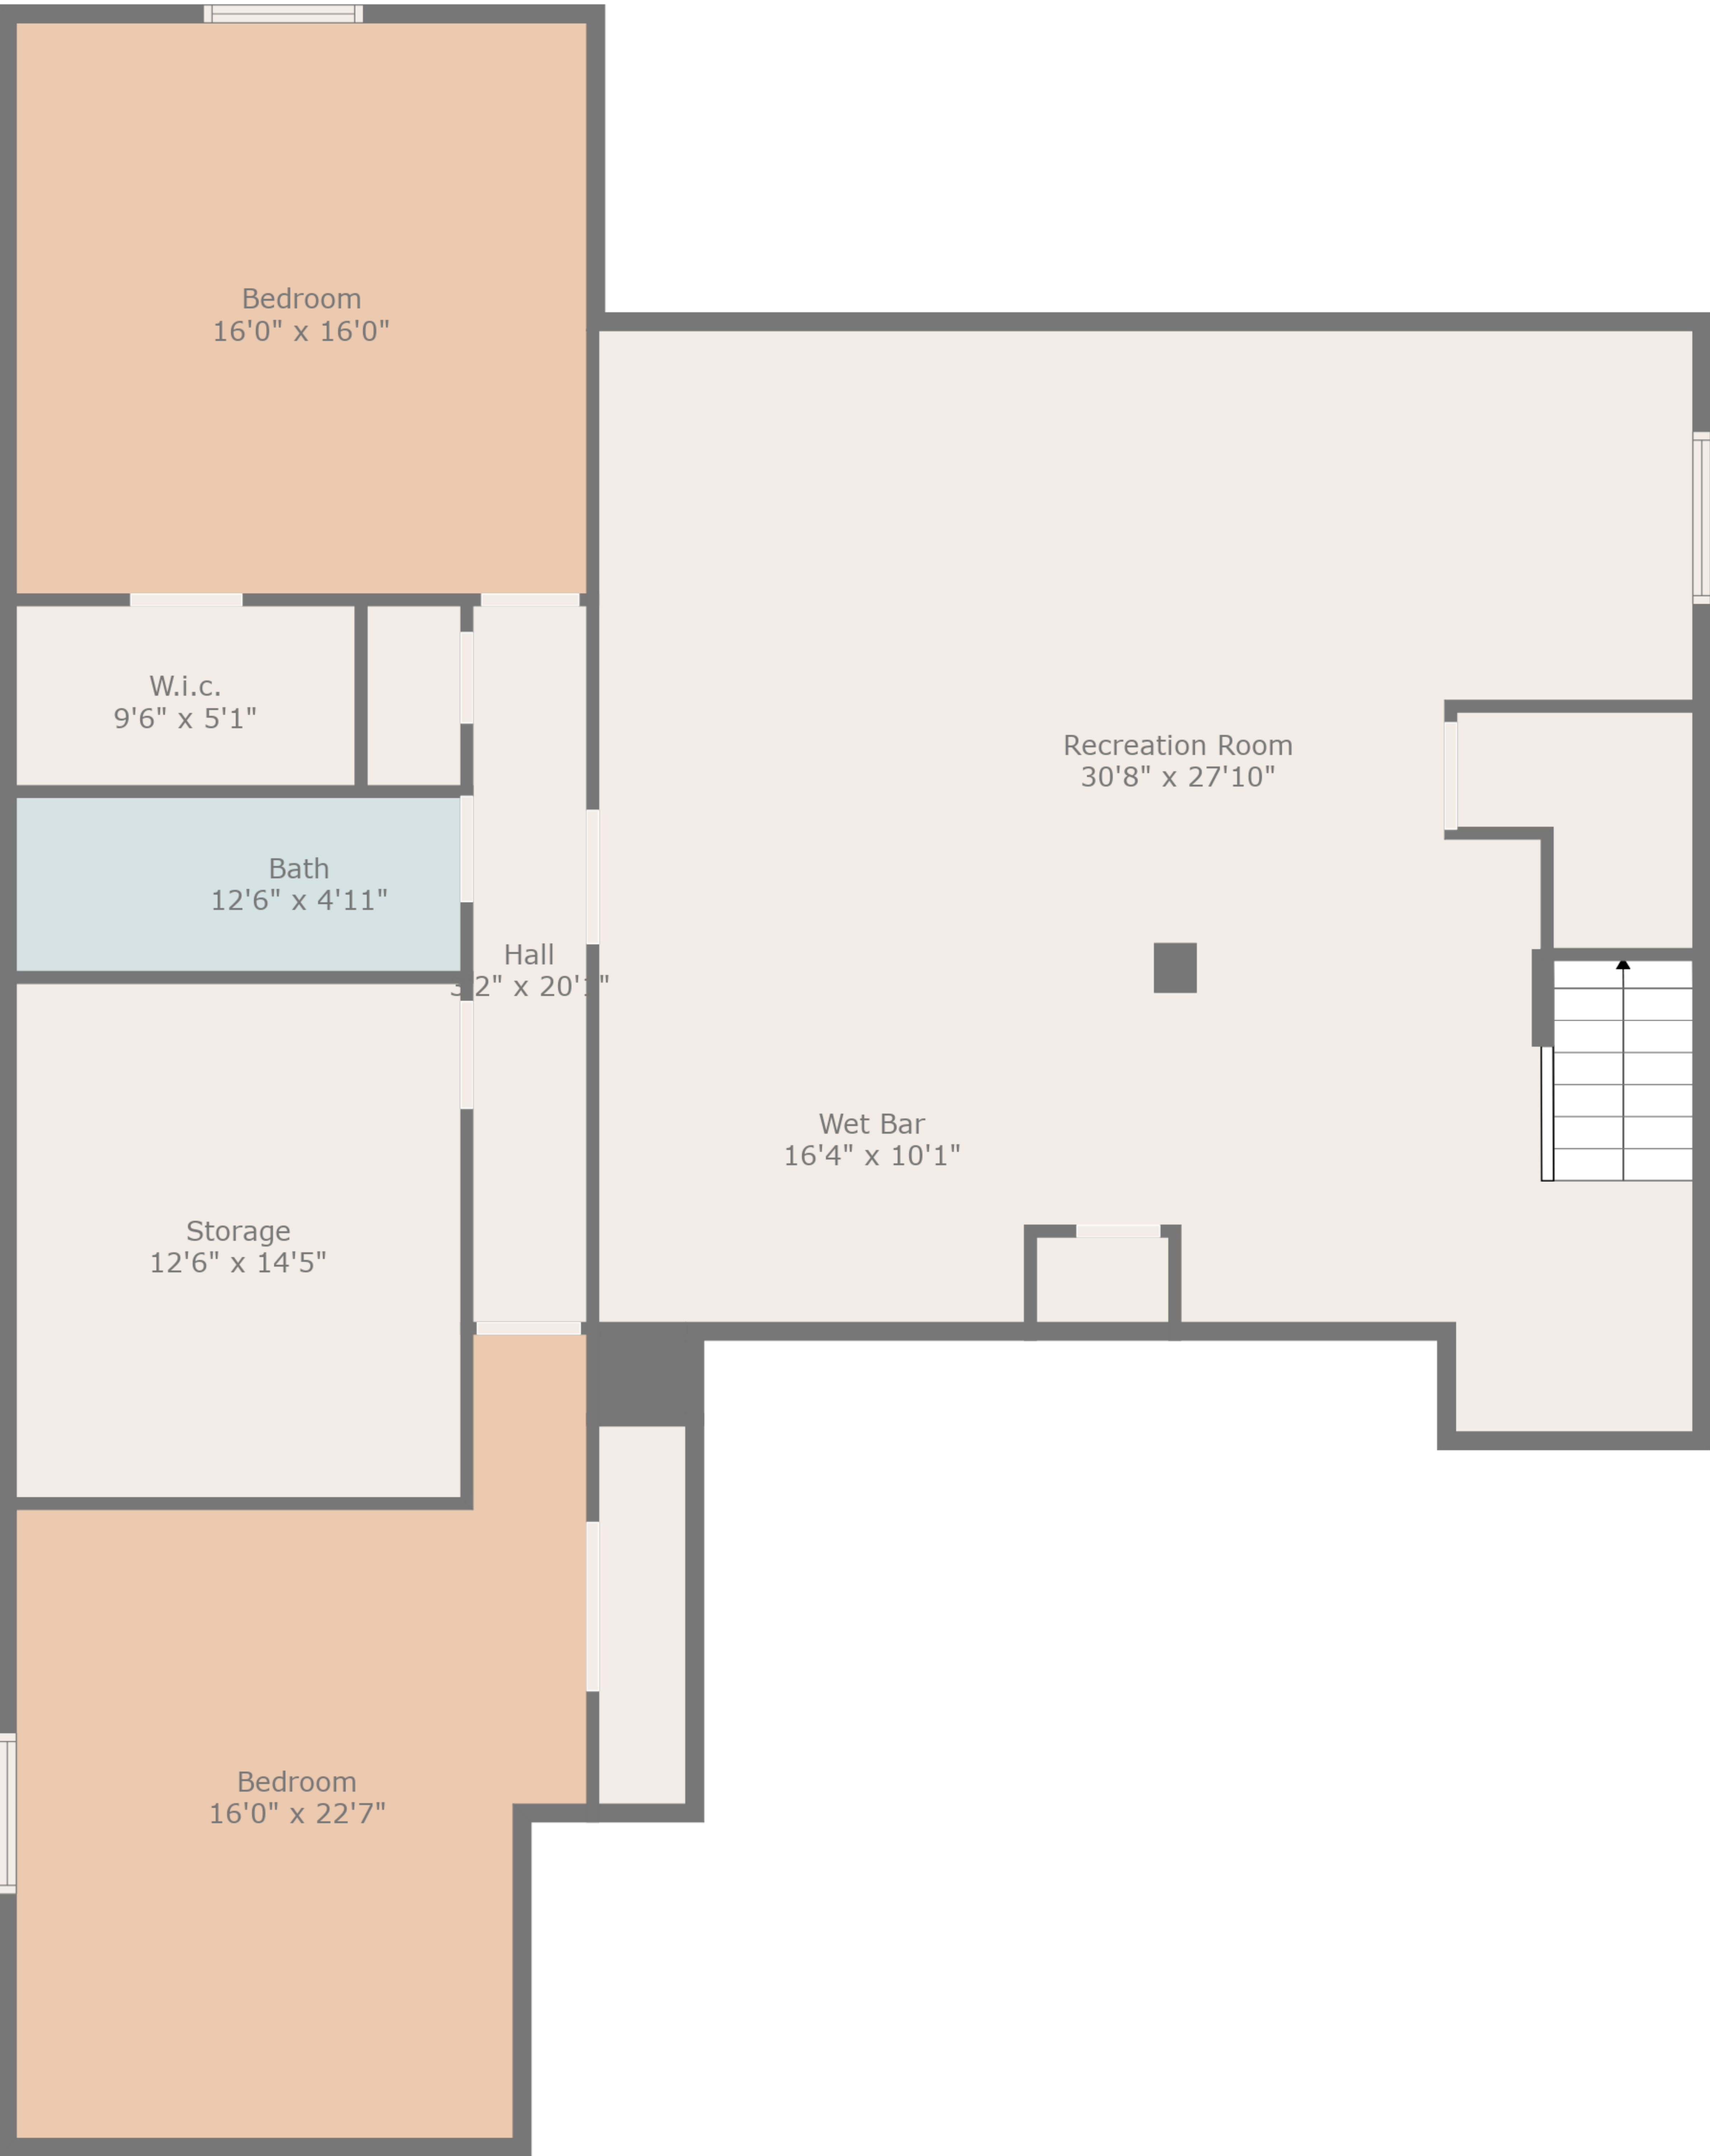 Bedroom
16'0" x 16'0"
W.i.c.
9'6" x 5'1"
Recreation Room
30'8" x 27'10"
Bath
12'6" x 4'11"
Hall
x
Wet Bar
16'4" x 10'1"
Storage
12'6" x 14'5"
Bedroom
16'0" x 22'7"